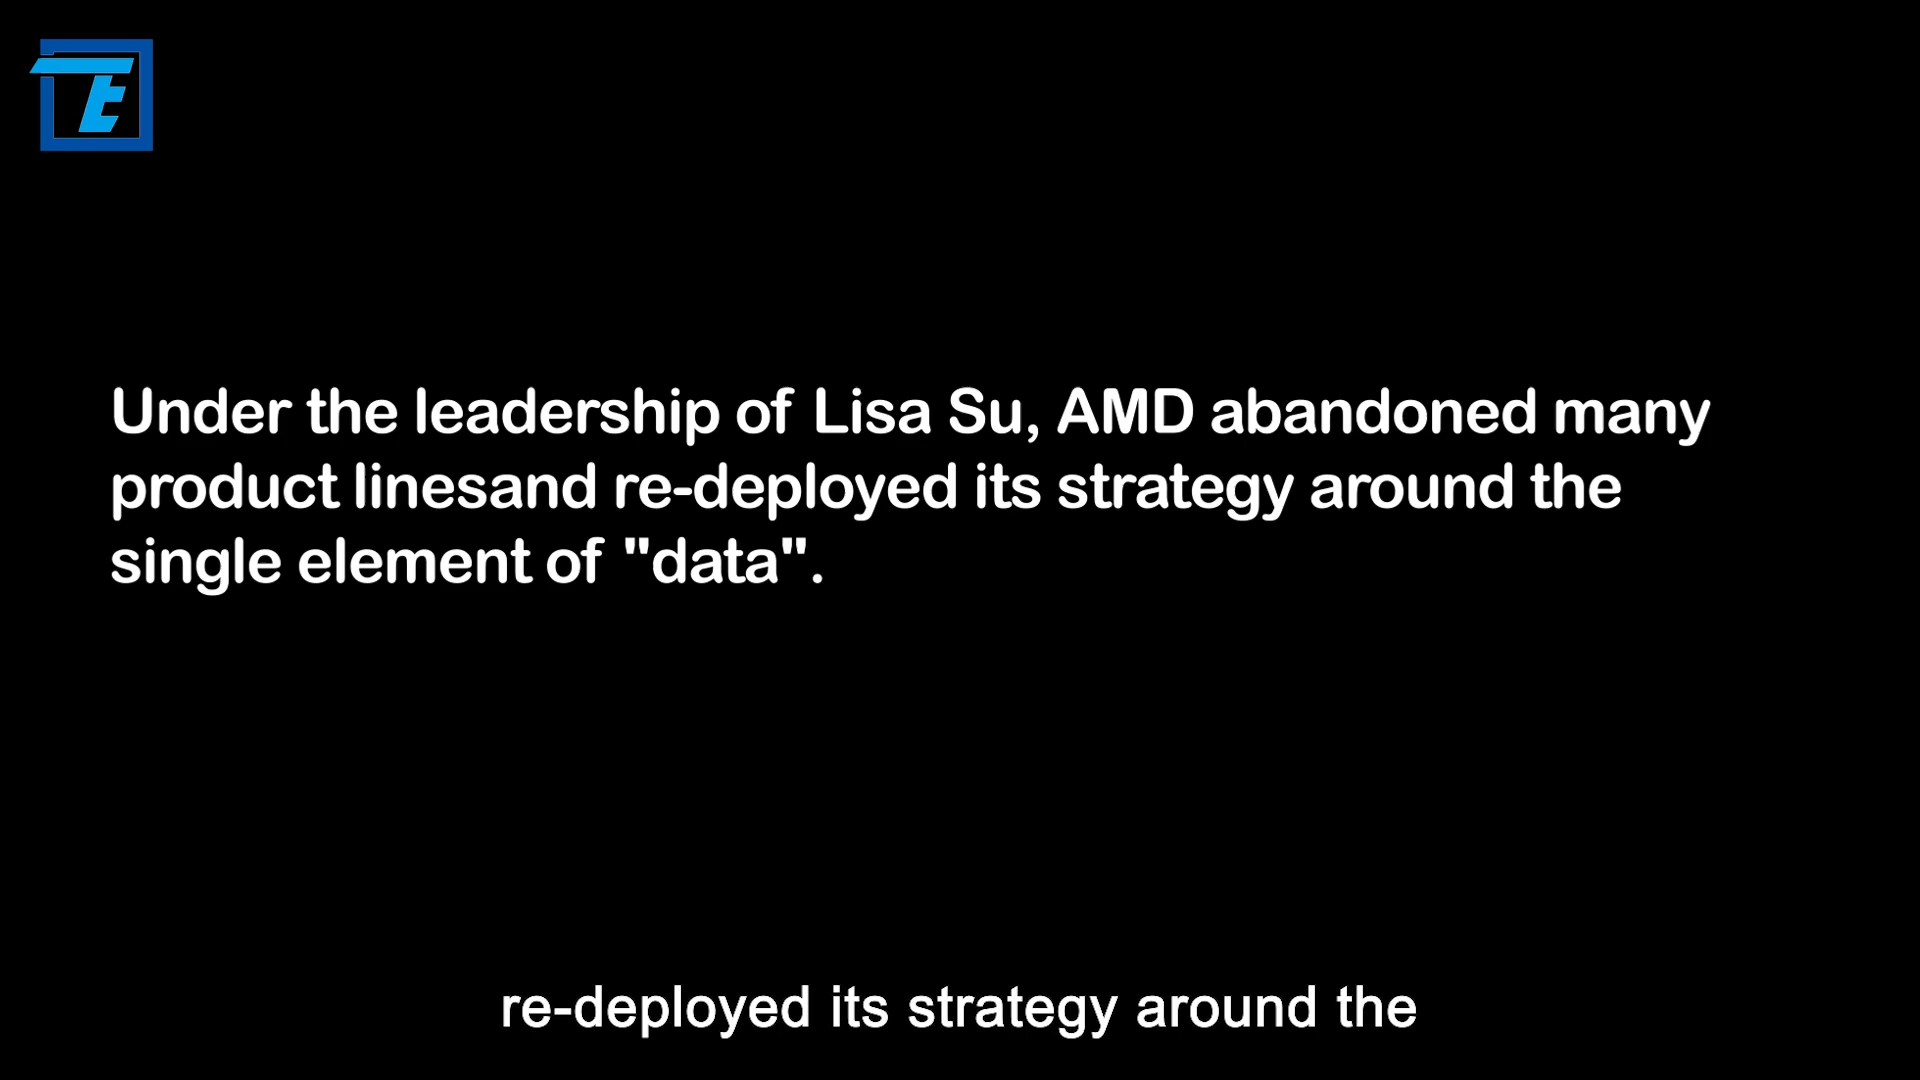 TE
Under the leadership of Lisa Su, AMD abandoned many
product linesand re-deployed its strategy around the
single element of "data".
re-deployed its strategy around the